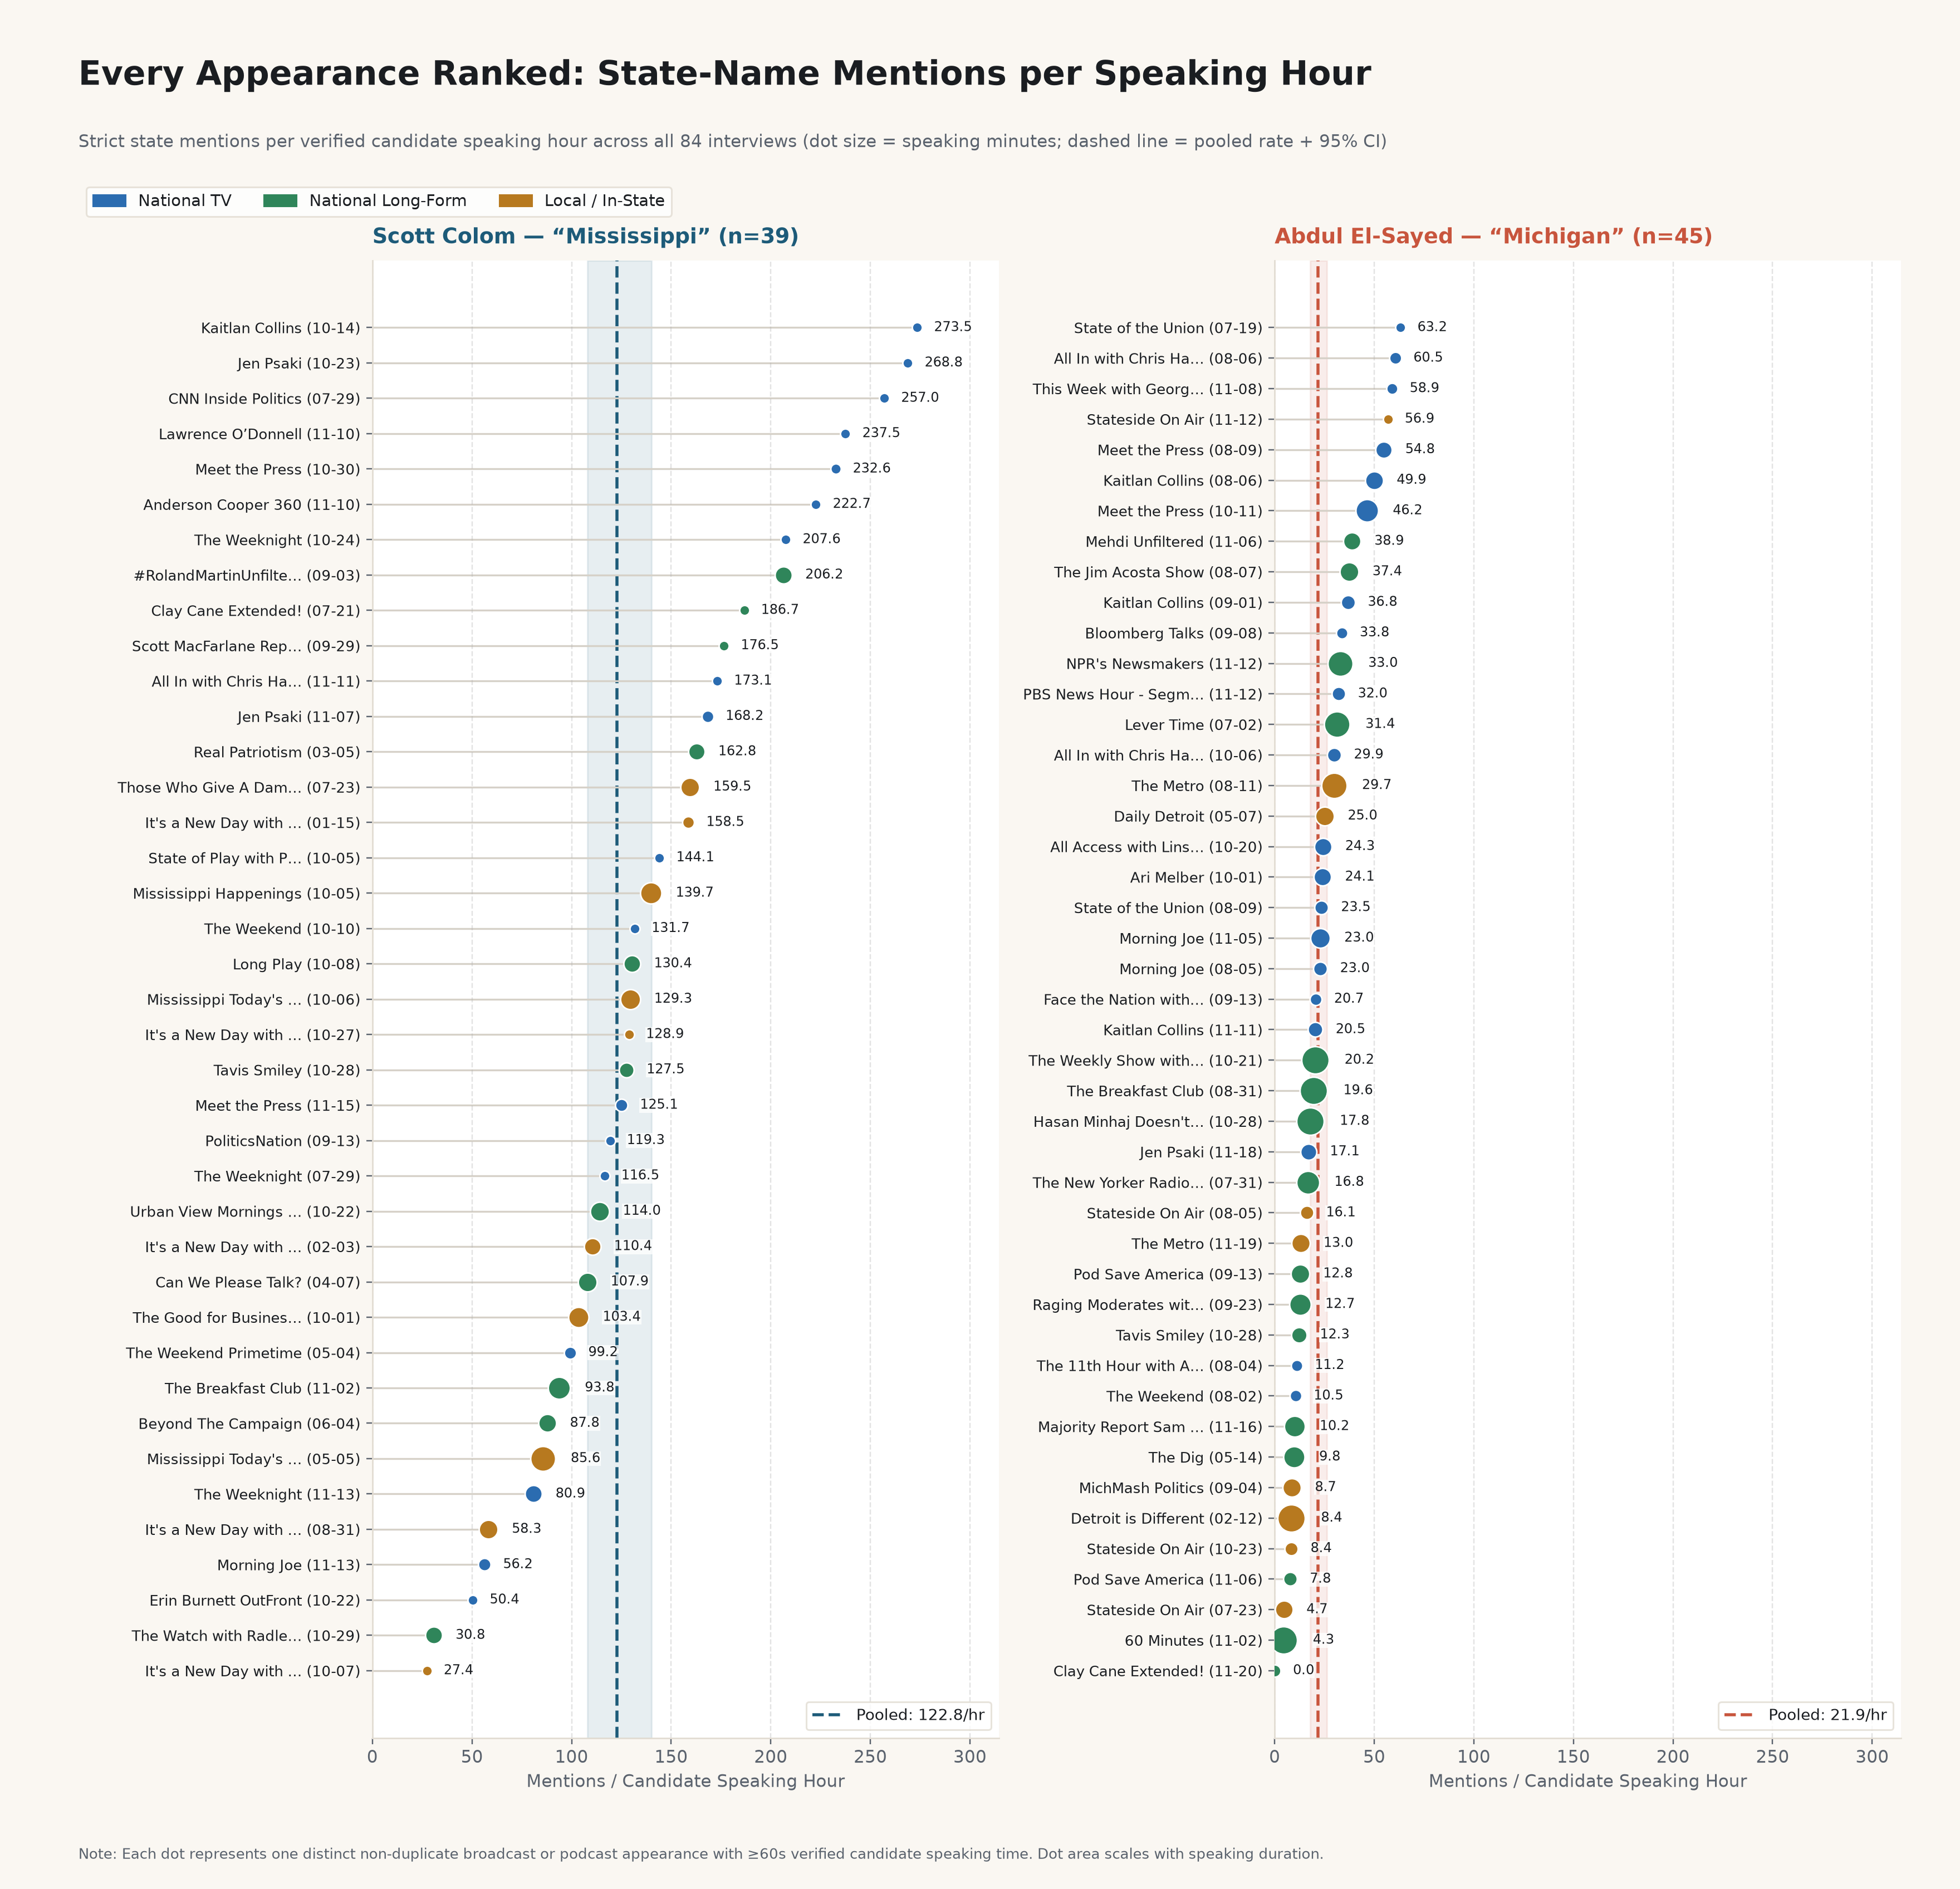 Every Appearance Ranked: State-Name Mentions per Speaking Hour
Strict state mentions per verified candidate speaking hour across all 84 interviews (dot size = speaking minutes; dashed line = pooled rate + 95% CI)
National TV
National Long-Form
Local / In-State
Scott Colom — “Mississippi” (n=39)
Kaitlan Collins (10-14) 273.5
Jen Psaki (10-23) 268.8
CNN Inside Politics (07-29) 257.0
Lawrence O’Donnell (11-10) 237.5
Meet the Press (10-30) 232.6
Anderson Cooper 360 (11-10) 222.7
The Weeknight (10-24) 207.6
#RolandMartinUnfilte... (09-03) 206.2
Clay Cane Extended! (07-21) 186.7
Scott MacFarlane Rep... (09-29) 176.5
All In with Chris Ha... (11-11) 173.1
Jen Psaki (11-07) 168.2
Real Patriotism (03-05) 162.8
Those Who Give A Dam... (07-23) 159.5
It's a New Day with ... (01-15) 158.5
State of Play with P... (10-05) 144.1
Mississippi Happenings (10-05) 139.7
The Weekend (10-10) 131.7
Long Play (10-08) 130.4
Mississippi Today's ... (10-06) 129.3
It's a New Day with ... (10-27) 128.9
Tavis Smiley (10-28) 127.5
Meet the Press (11-15) 125.1
PoliticsNation (09-13) 119.3
The Weeknight (07-29) 116.5
Urban View Mornings ... (10-22) 114.0
It's a New Day with ... (02-03) 110.4
Can We Please Talk? (04-07) 107.9
The Good for Busines... (10-01) 103.4
The Weekend Primetime (05-04) 99.2
The Breakfast Club (11-02) 93.8
Beyond The Campaign (06-04) 87.8
Mississippi Today's ... (05-05) 85.6
The Weeknight (11-13) 80.9
It's a New Day with ... (08-31) 58.3
Morning Joe (11-13) 56.2
Erin Burnett OutFront (10-22) 50.4
The Watch with Radle... (10-29) 30.8
It's a New Day with ... (10-07) 27.4
Pooled: 122.8/hr
0 50 100 150 200 250 300
Mentions / Candidate Speaking Hour
Abdul El-Sayed — “Michigan” (n=45)
State of the Union (07-19) 63.2
All In with Chris Ha... (08-06) 60.5
This Week with Georg... (11-08) 58.9
Stateside On Air (11-12) 56.9
Meet the Press (08-09) 54.8
Kaitlan Collins (08-06) 49.9
Meet the Press (10-11) 46.2
Mehdi Unfiltered (11-06) 38.9
The Jim Acosta Show (08-07) 37.4
Kaitlan Collins (09-01) 36.8
Bloomberg Talks (09-08) 33.8
NPR's Newsmakers (11-12) 33.0
PBS News Hour - Segm... (11-12) 32.0
Lever Time (07-02) 31.4
All In with Chris Ha... (10-06) 29.9
The Metro (08-11) 29.7
Daily Detroit (05-07) 25.0
All Access with Lins... (10-20) 24.3
Ari Melber (10-01) 24.1
State of the Union (08-09) 23.5
Morning Joe (11-05) 23.0
Morning Joe (08-05) 23.0
Face the Nation with... (09-13) 20.7
Kaitlan Collins (11-11) 20.5
The Weekly Show with... (10-21) 20.2
The Breakfast Club (08-31) 19.6
Hasan Minhaj Doesn't... (10-28) 17.8
Jen Psaki (11-18) 17.1
The New Yorker Radio... (07-31) 16.8
Stateside On Air (08-05) 16.1
The Metro (11-19) 13.0
Pod Save America (09-13) 12.8
Raging Moderates wit... (09-23) 12.7
Tavis Smiley (10-28) 12.3
The 11th Hour with A... (08-04) 11.2
The Weekend (08-02) 10.5
Majority Report Sam ... (11-16) 10.2
The Dig (05-14) 9.8
MichMash Politics (09-04) 8.7
Detroit is Different (02-12) 8.4
Stateside On Air (10-23) 8.4
Pod Save America (11-06) 7.8
Stateside On Air (07-23) 4.7
60 Minutes (11-02) 4.3
Clay Cane Extended! (11-20) 0.0
Pooled: 21.9/hr
0 50 100 150 200 250 300
Mentions / Candidate Speaking Hour
Note: Each dot represents one distinct non-duplicate broadcast or podcast appearance with ≥60s verified candidate speaking time. Dot area scales with speaking duration.